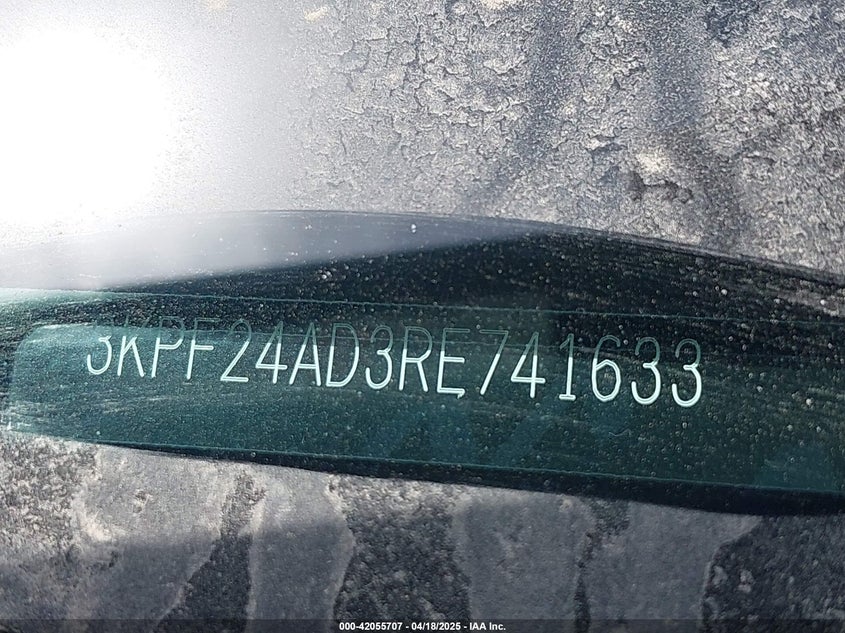 3KPF24AD3RE741633
000-42055707 - 04/18/2025 - IAA Inc.